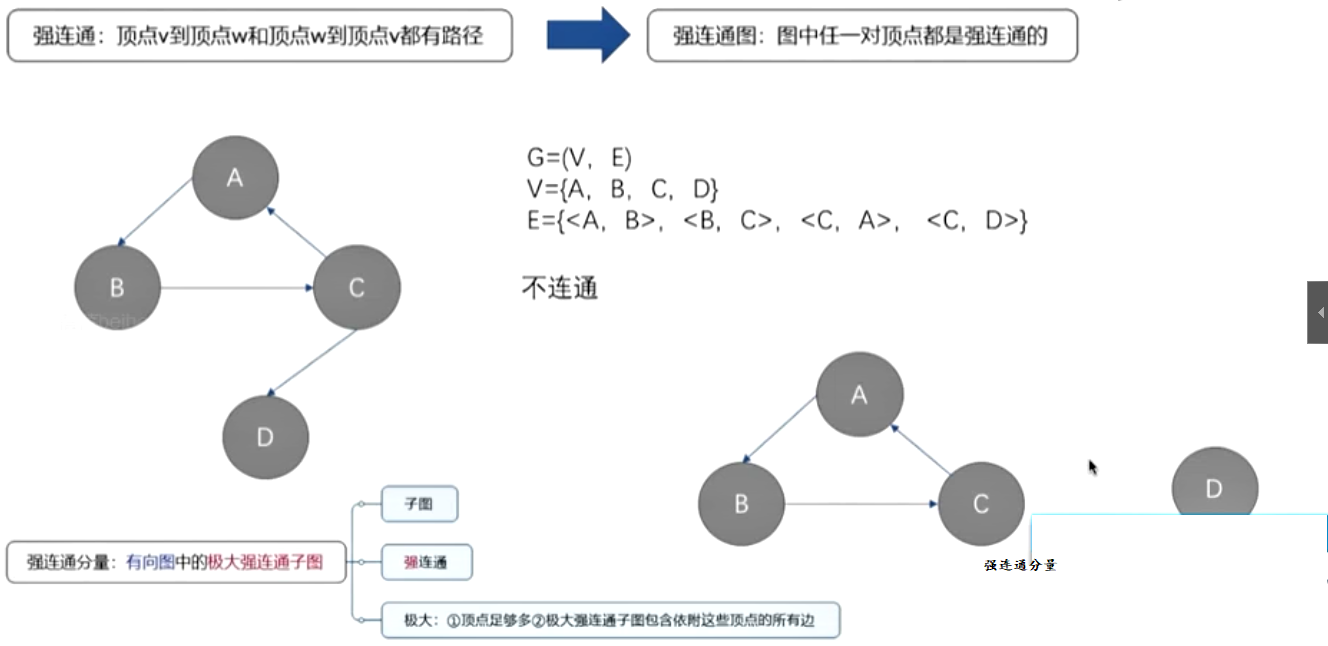 强连通：顶点v到顶点w和顶点w到顶点v都有路径
强连通图：图中任一对顶点都是强连通的
A
B
C
D
G=(V，E)
V={A，B，C，D}
E={<A，B>，<B，C>，<C，A>，<C，D>}
不连通
A
B
C
D
强连通分量
强连通分量：有向图中的极大强连通子图
子图
强连通
极大：①顶点足够多②极大强连通子图包含依附这些顶点的所有边